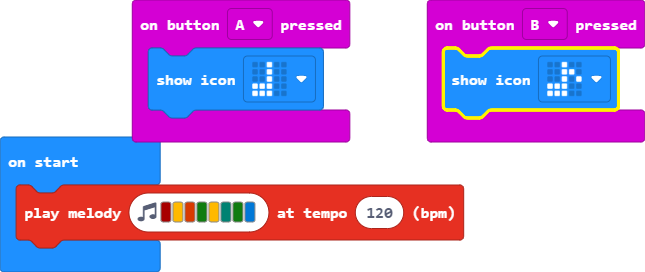 on button A pressed
show icon
on button B pressed
show icon
on start
play melody at tempo 120 (bpm)